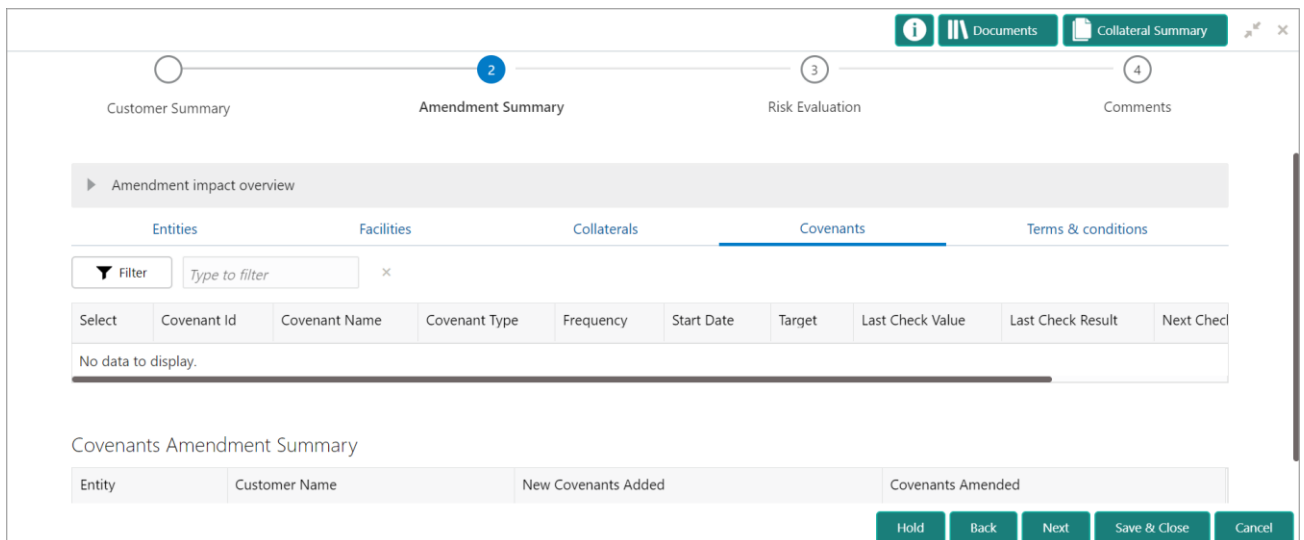 Documents Collateral Summary
2 3 4
Customer Summary Amendment Summary Risk Evaluation Comments
Amendment impact overview
Entities Facilities Collaterals Covenants Terms & conditions
Filter Type to filter
Select Covenant Id Covenant Name Covenant Type Frequency Start Date Target Last Check Value Last Check Result Next Chec
No data to display.
Covenants Amendment Summary
Entity Customer Name New Covenants Added Covenants Amended
Hold Back Next Save & Close Cancel